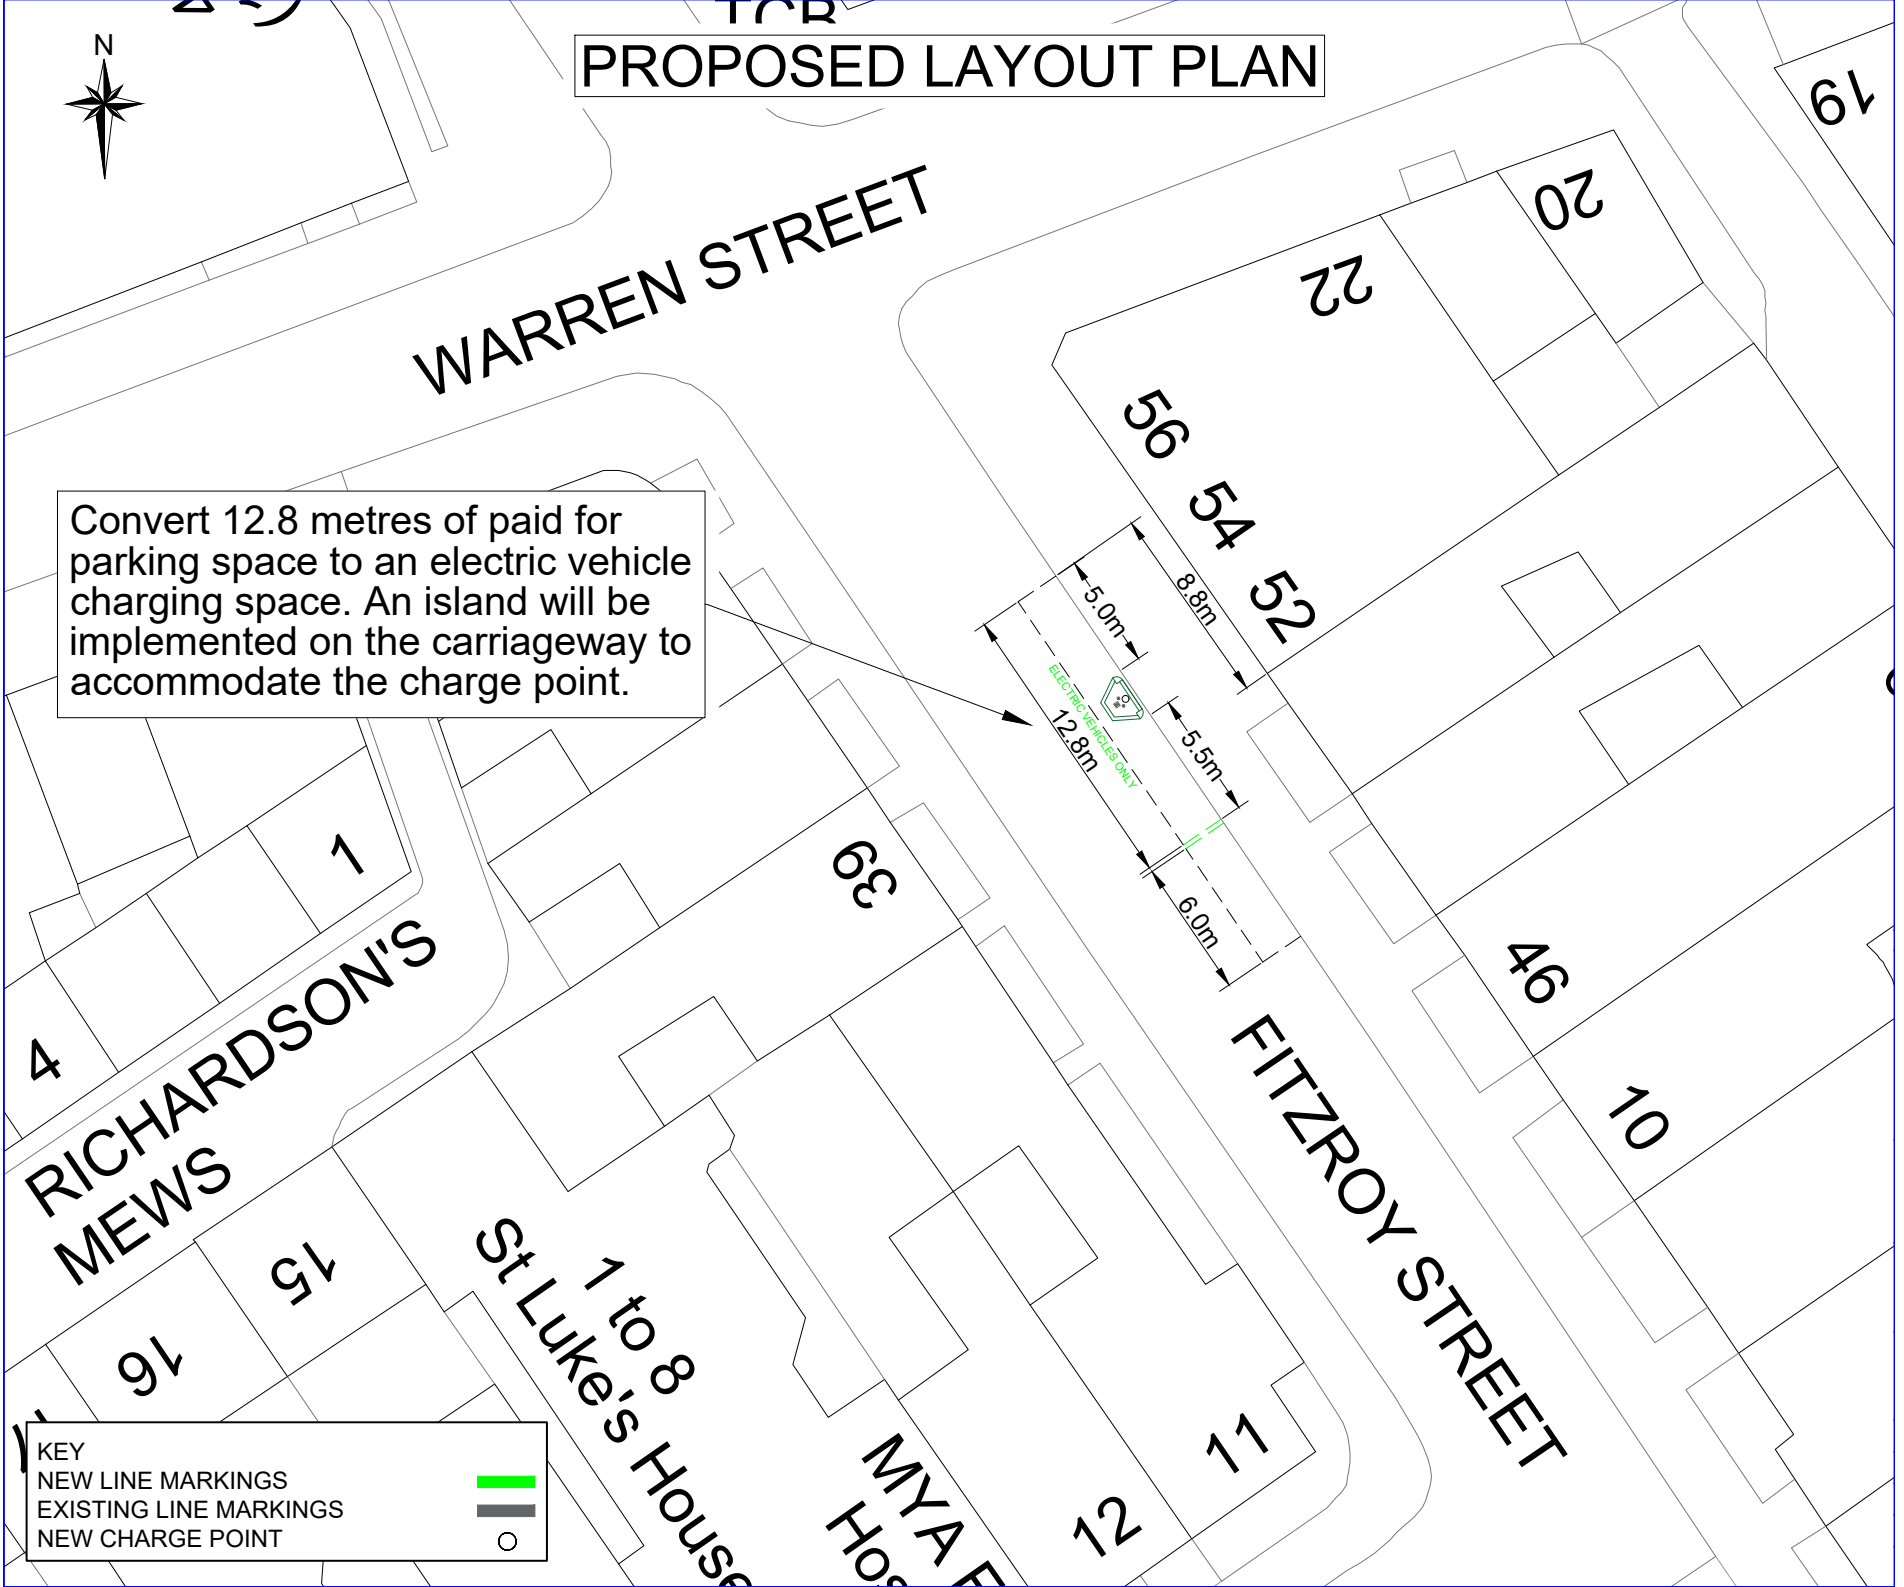 TCR
PROPOSED LAYOUT PLAN
N
19
20
22
WARREN STREET
56
54
52
Convert 12.8 metres of paid for
parking space to an electric vehicle
charging space. An island will be
implemented on the carriageway to
accommodate the charge point.
5.0m
8.8m
ELECTRIC VEHICLES ONLY
12.8m
5.5m
6.0m
1
39
46
4
RICHARDSON'S
MEWS
10
FITZROY STREET
15
16
1 to 8
St Luke's House
MYA
11
12
KEY
NEW LINE MARKINGS
EXISTING LINE MARKINGS
NEW CHARGE POINT